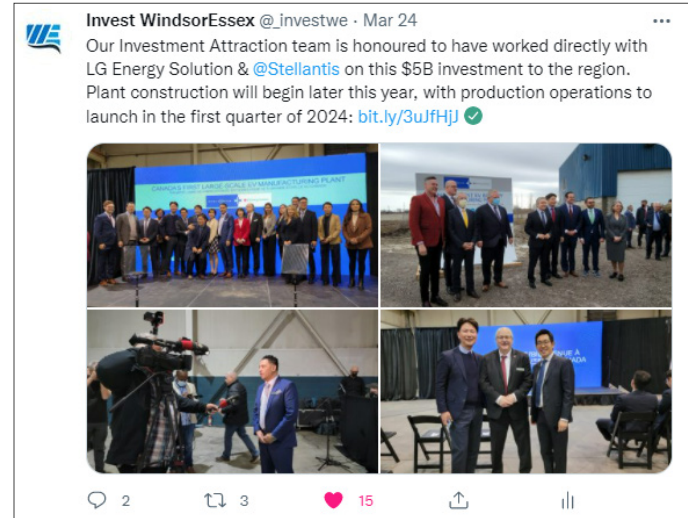 Invest WindsorEssex @_investwe · Mar 24
Our Investment Attraction team is honoured to have worked directly with
LG Energy Solution & @Stellantis on this $5B investment to the region.
Plant construction will begin later this year, with production operations to
launch in the first quarter of 2024: bit.ly/3uJfHjJ
CANADA'S FIRST LARGE-SCALE EV MANUFACTURING PLANT
2
3
15